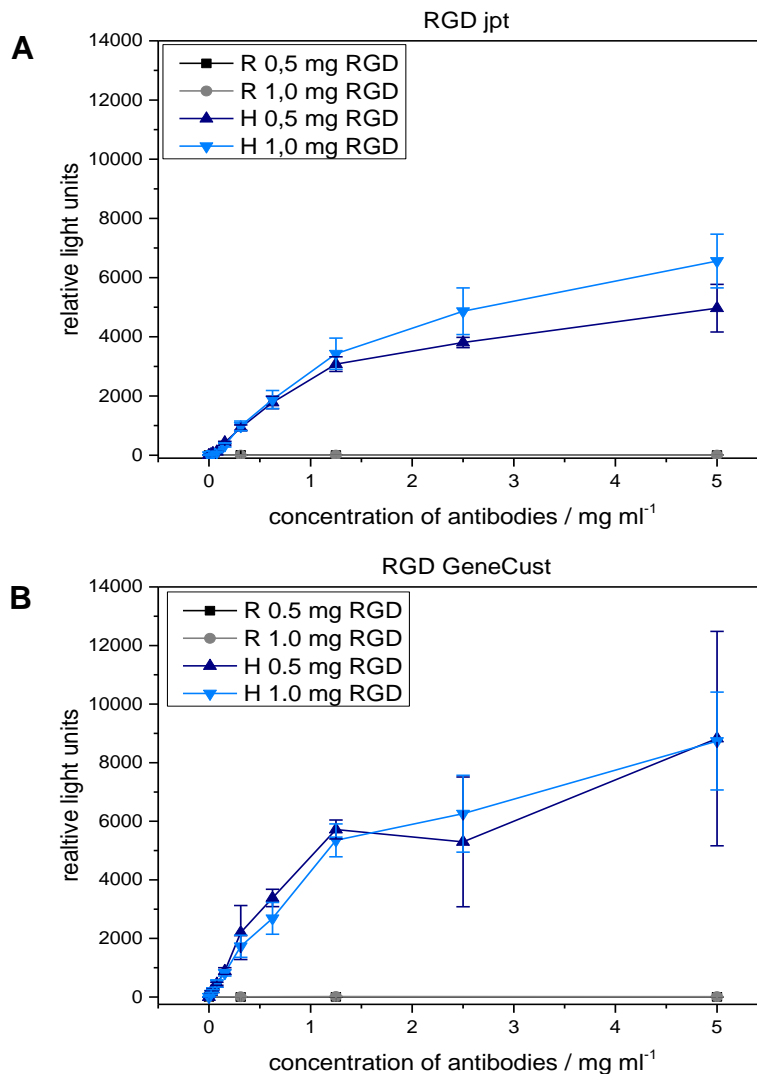 RGD jpt
A
14000
12000
10000
8000
6000
4000
2000
0
relative light units
R 0,5 mg RGD
R 1,0 mg RGD
H 0,5 mg RGD
H 1,0 mg RGD
0 1 2 3 4 5
concentration of antibodies / mg ml⁻¹
RGD GeneCust
B
14000
12000
10000
8000
6000
4000
2000
0
realtive light units
R 0.5 mg RGD
R 1.0 mg RGD
H 0.5 mg RGD
H 1.0 mg RGD
0 1 2 3 4 5
concentration of antibodies / mg ml⁻¹